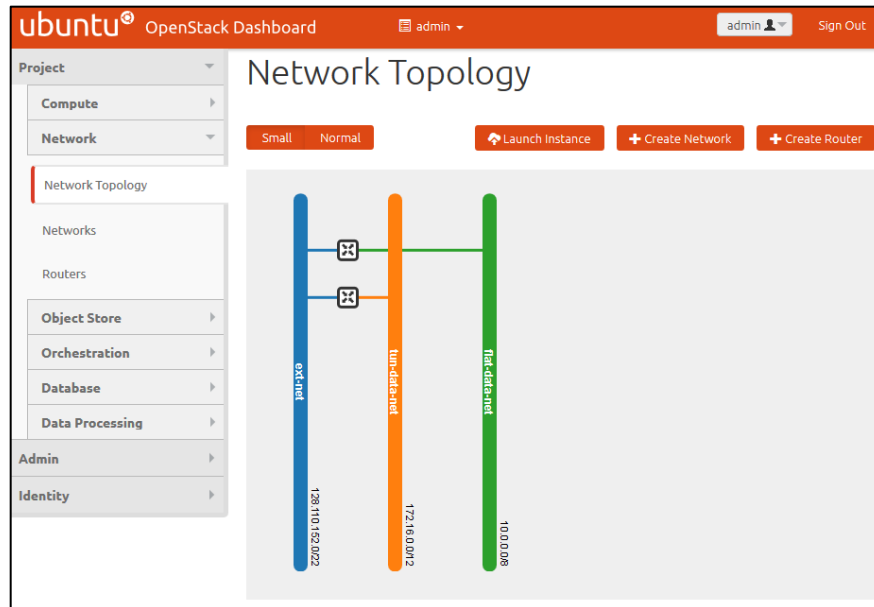 ubuntu® OpenStack Dashboard admin admin Sign Out
Project
Compute
Network
Network Topology
Networks
Routers
Object Store
Orchestration
Database
Data Processing
Admin
Identity
Network Topology
Small Normal Launch Instance Create Network Create Router
ext-net
tun-data-net
flat-data-net
128.110.152.0/22
172.16.0.0/12
10.0.0.0/8